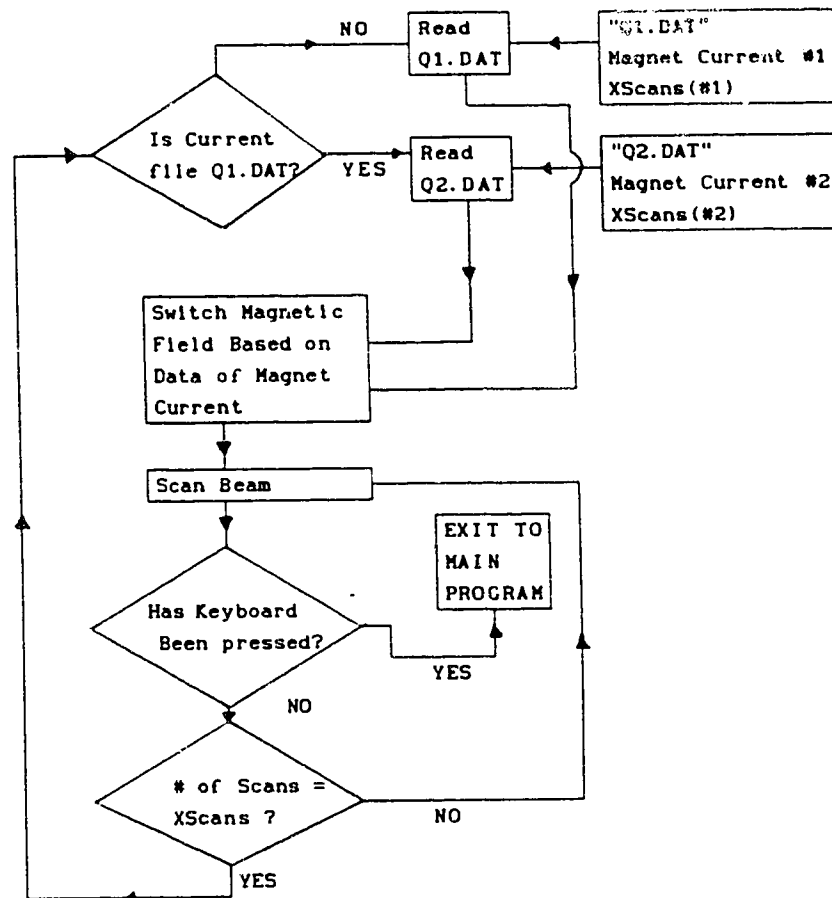 NO
Read
Q1.DAT
"Q1.DAT"
Magnet Current #1
XScans(#1)
Is Current
file Q1.DAT?
YES
Read
Q2.DAT
"Q2.DAT"
Magnet Current #2
XScans(#2)
Switch Magnetic
Field Based on
Data of Magnet
Current
Scan Beam
EXIT TO
MAIN
PROGRAM
Has Keyboard
Been pressed?
YES
NO
# of Scans =
XScans ?
NO
YES